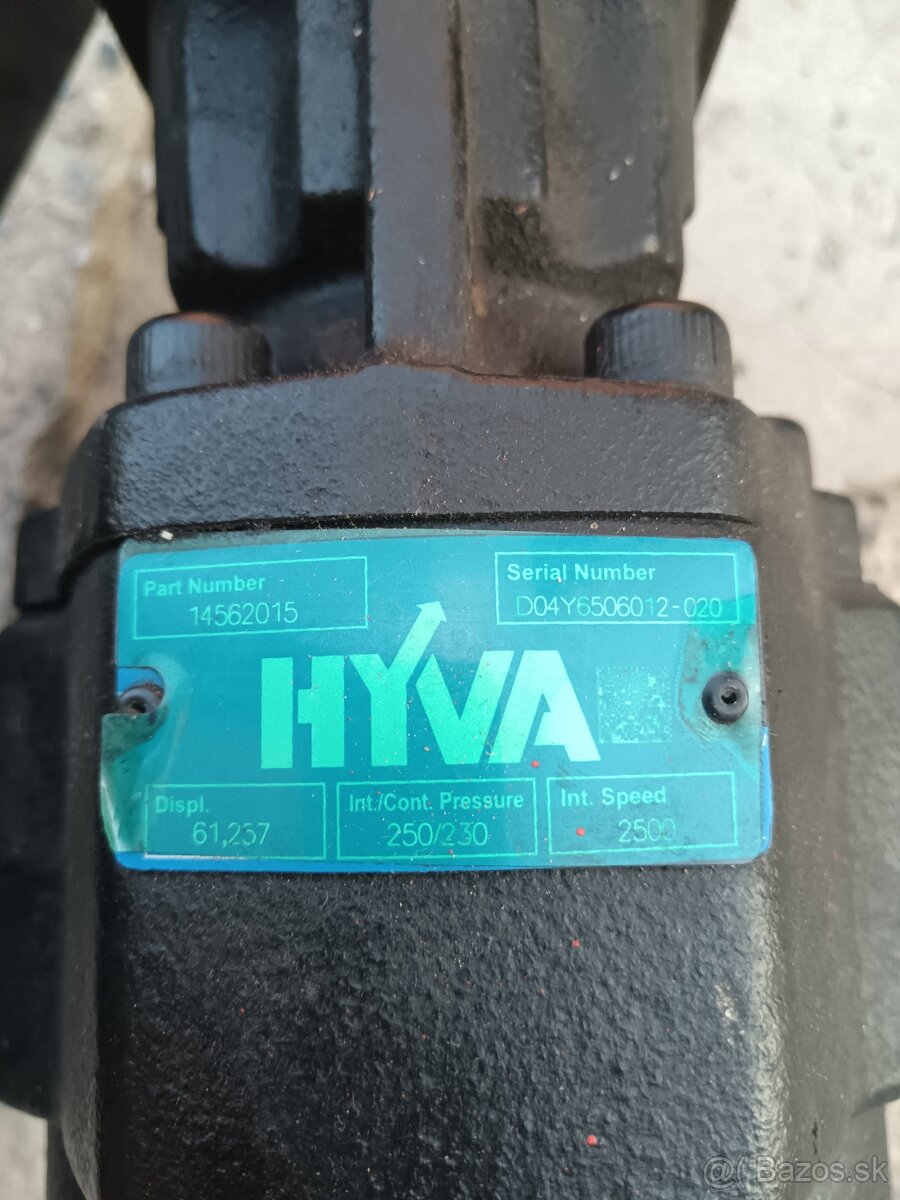 Part Number
14562015
Serial Number
D04Y6506012-020
HYVA
Displ.
61,237
Int./Cont. Pressure
250/230
Int. Speed
2500
@( Bazos.sk